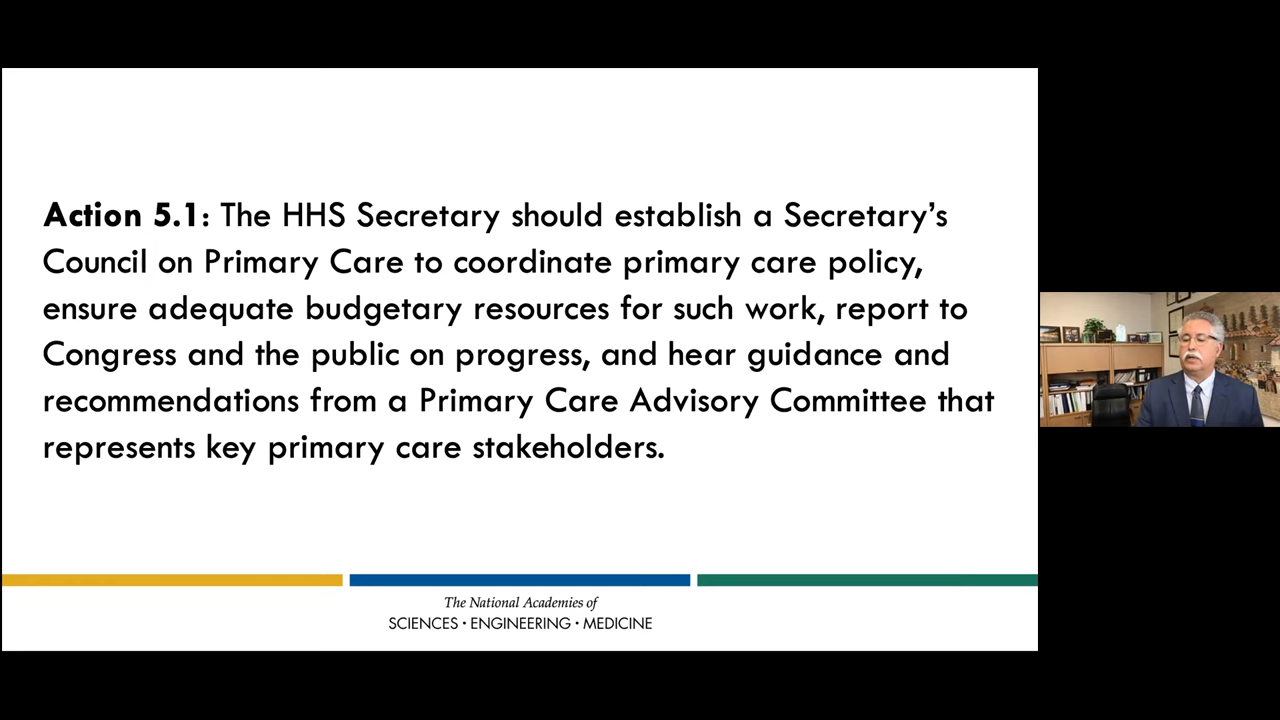 Action 5.1: The HHS Secretary should establish a Secretary’s
Council on Primary Care to coordinate primary care policy,
ensure adequate budgetary resources for such work, report to
Congress and the public on progress, and hear guidance and
recommendations from a Primary Care Advisory Committee that
represents key primary care stakeholders.
The National Academies of
SCIENCES • ENGINEERING • MEDICINE